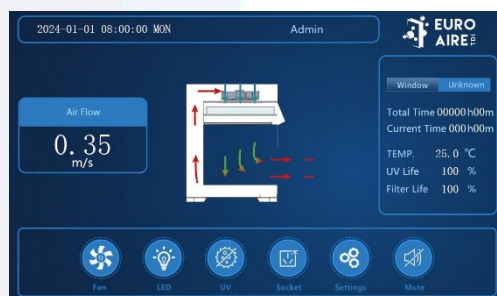 2024-01-01 08:00:00 MON
Admin
EURO
AIRE
Air Flow
0.35
m/s
Window
Unknown
Total Time 00000h00m
Current Time 000h00m
TEMP. 25.0 ℃
UV Life 100 %
Filter Life 100 %
Fan
LED
UV
Socket
Settings
Mute